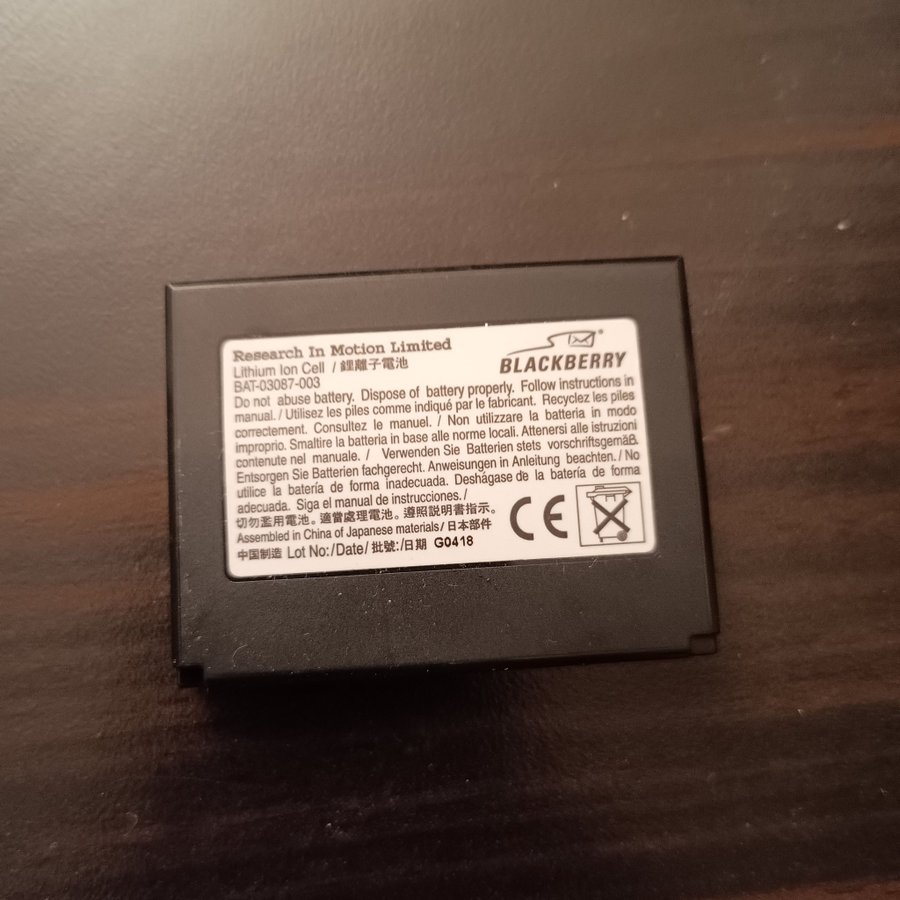 Research In Motion Limited
BLACKBERRY®
Lithium Ion Cell / 鋰離子電池
BAT-03087-003
Do not abuse battery. Dispose of battery properly. Follow instructions in
manual. / Utilisez les piles comme indiqué par le fabricant. Recyclez les piles
correctement. Consultez le manuel. / Non utilizzare la batteria in modo
improprio. Smaltire la batteria in base alle norme locali. Attenersi alle istruzioni
contenute nel manuale. / Verwenden Sie Batterien stets vorschriftsgemäß.
Entsorgen Sie Batterien fachgerecht. Anweisungen in Anleitung beachten. / No
utilice la batería de forma inadecuada. Deshágase de la batería de forma
adecuada. Siga el manual de instrucciones. /
切勿濫用電池。適當處理電池。遵照說明書指示。
Assembled in China of Japanese materials / 日本部件
中国制造 Lot No:/Date/ 批號:/日期 G0418
CE